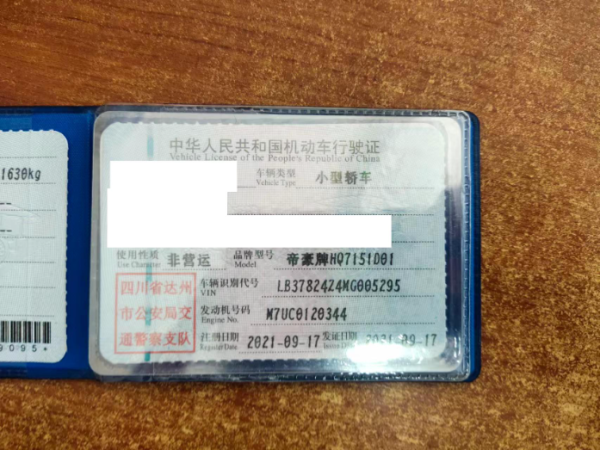 1630kg
9095*
中华人民共和国机动车行驶证
Vehicle License of the People's Republic of China
车辆类型 小型轿车
Vehicle Type
使用性质 非营运 品牌型号 帝豪牌HQ7151D01
Use Character Model
四川省达州
市公安局交
通警察支队
车辆识别代号 LB378Z4Z4MG005295
VIN
发动机号码 M7UC0120344
Engine No.
注册日期 2021-09-17 发证日期 2021-09-17
Register Date Issue Date